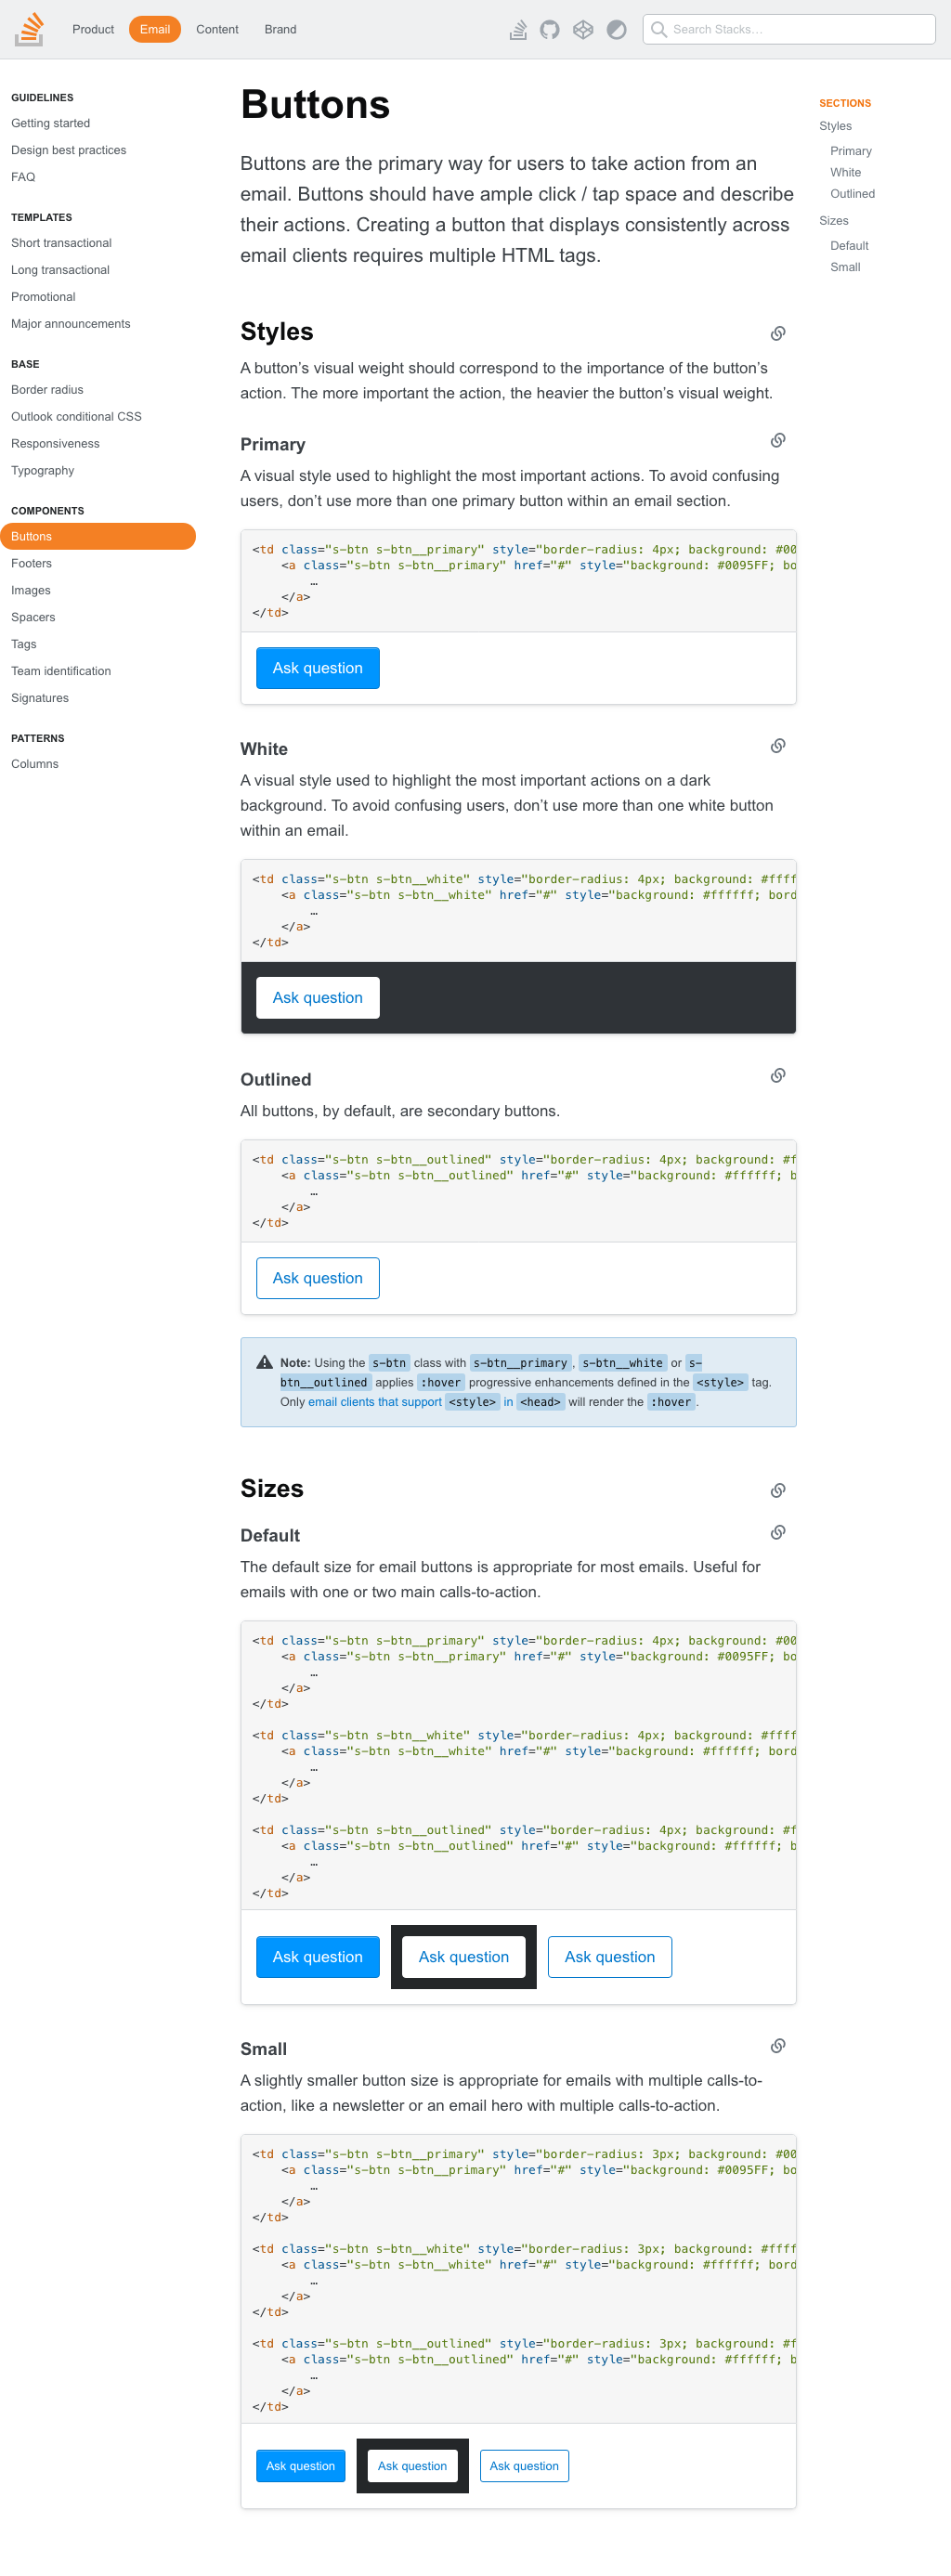 Product Email Content Brand
Search Stacks...
GUIDELINES
Getting started
Design best practices
FAQ
TEMPLATES
Short transactional
Long transactional
Promotional
Major announcements
BASE
Border radius
Outlook conditional CSS
Responsiveness
Typography
COMPONENTS
Buttons
Footers
Images
Spacers
Tags
Team identification
Signatures
PATTERNS
Columns
Buttons
Buttons are the primary way for users to take action from an
email. Buttons should have ample click / tap space and describe
their actions. Creating a button that displays consistently across
email clients requires multiple HTML tags.
Styles
A button’s visual weight should correspond to the importance of the button’s
action. The more important the action, the heavier the button’s visual weight.
Primary
A visual style used to highlight the most important actions. To avoid confusing
users, don’t use more than one primary button within an email section.
<td class="s-btn s-btn__primary" style="border-radius: 4px; background: #00
    <a class="s-btn s-btn__primary" href="#" style="background: #0095FF; bo
        …
    </a>
</td>
Ask question
White
A visual style used to highlight the most important actions on a dark
background. To avoid confusing users, don’t use more than one white button
within an email.
<td class="s-btn s-btn__white" style="border-radius: 4px; background: #ffff
    <a class="s-btn s-btn__white" href="#" style="background: #ffffff; bord
        …
    </a>
</td>
Ask question
Outlined
All buttons, by default, are secondary buttons.
<td class="s-btn s-btn__outlined" style="border-radius: 4px; background: #f
    <a class="s-btn s-btn__outlined" href="#" style="background: #ffffff; b
        …
    </a>
</td>
Ask question
Note: Using the s-btn class with s-btn__primary, s-btn__white or s-
btn__outlined applies :hover progressive enhancements defined in the <style> tag.
Only email clients that support <style> in <head> will render the :hover.
Sizes
Default
The default size for email buttons is appropriate for most emails. Useful for
emails with one or two main calls-to-action.
<td class="s-btn s-btn__primary" style="border-radius: 4px; background: #00
    <a class="s-btn s-btn__primary" href="#" style="background: #0095FF; bo
        …
    </a>
</td>
<td class="s-btn s-btn__white" style="border-radius: 4px; background: #ffff
    <a class="s-btn s-btn__white" href="#" style="background: #ffffff; bord
        …
    </a>
</td>
<td class="s-btn s-btn__outlined" style="border-radius: 4px; background: #f
    <a class="s-btn s-btn__outlined" href="#" style="background: #ffffff; b
        …
    </a>
</td>
Ask question Ask question Ask question
Small
A slightly smaller button size is appropriate for emails with multiple calls-to-
action, like a newsletter or an email hero with multiple calls-to-action.
<td class="s-btn s-btn__primary" style="border-radius: 3px; background: #00
    <a class="s-btn s-btn__primary" href="#" style="background: #0095FF; bo
        …
    </a>
</td>
<td class="s-btn s-btn__white" style="border-radius: 3px; background: #ffff
    <a class="s-btn s-btn__white" href="#" style="background: #ffffff; bord
        …
    </a>
</td>
<td class="s-btn s-btn__outlined" style="border-radius: 3px; background: #f
    <a class="s-btn s-btn__outlined" href="#" style="background: #ffffff; b
        …
    </a>
</td>
Ask question Ask question Ask question
SECTIONS
Styles
Primary
White
Outlined
Sizes
Default
Small